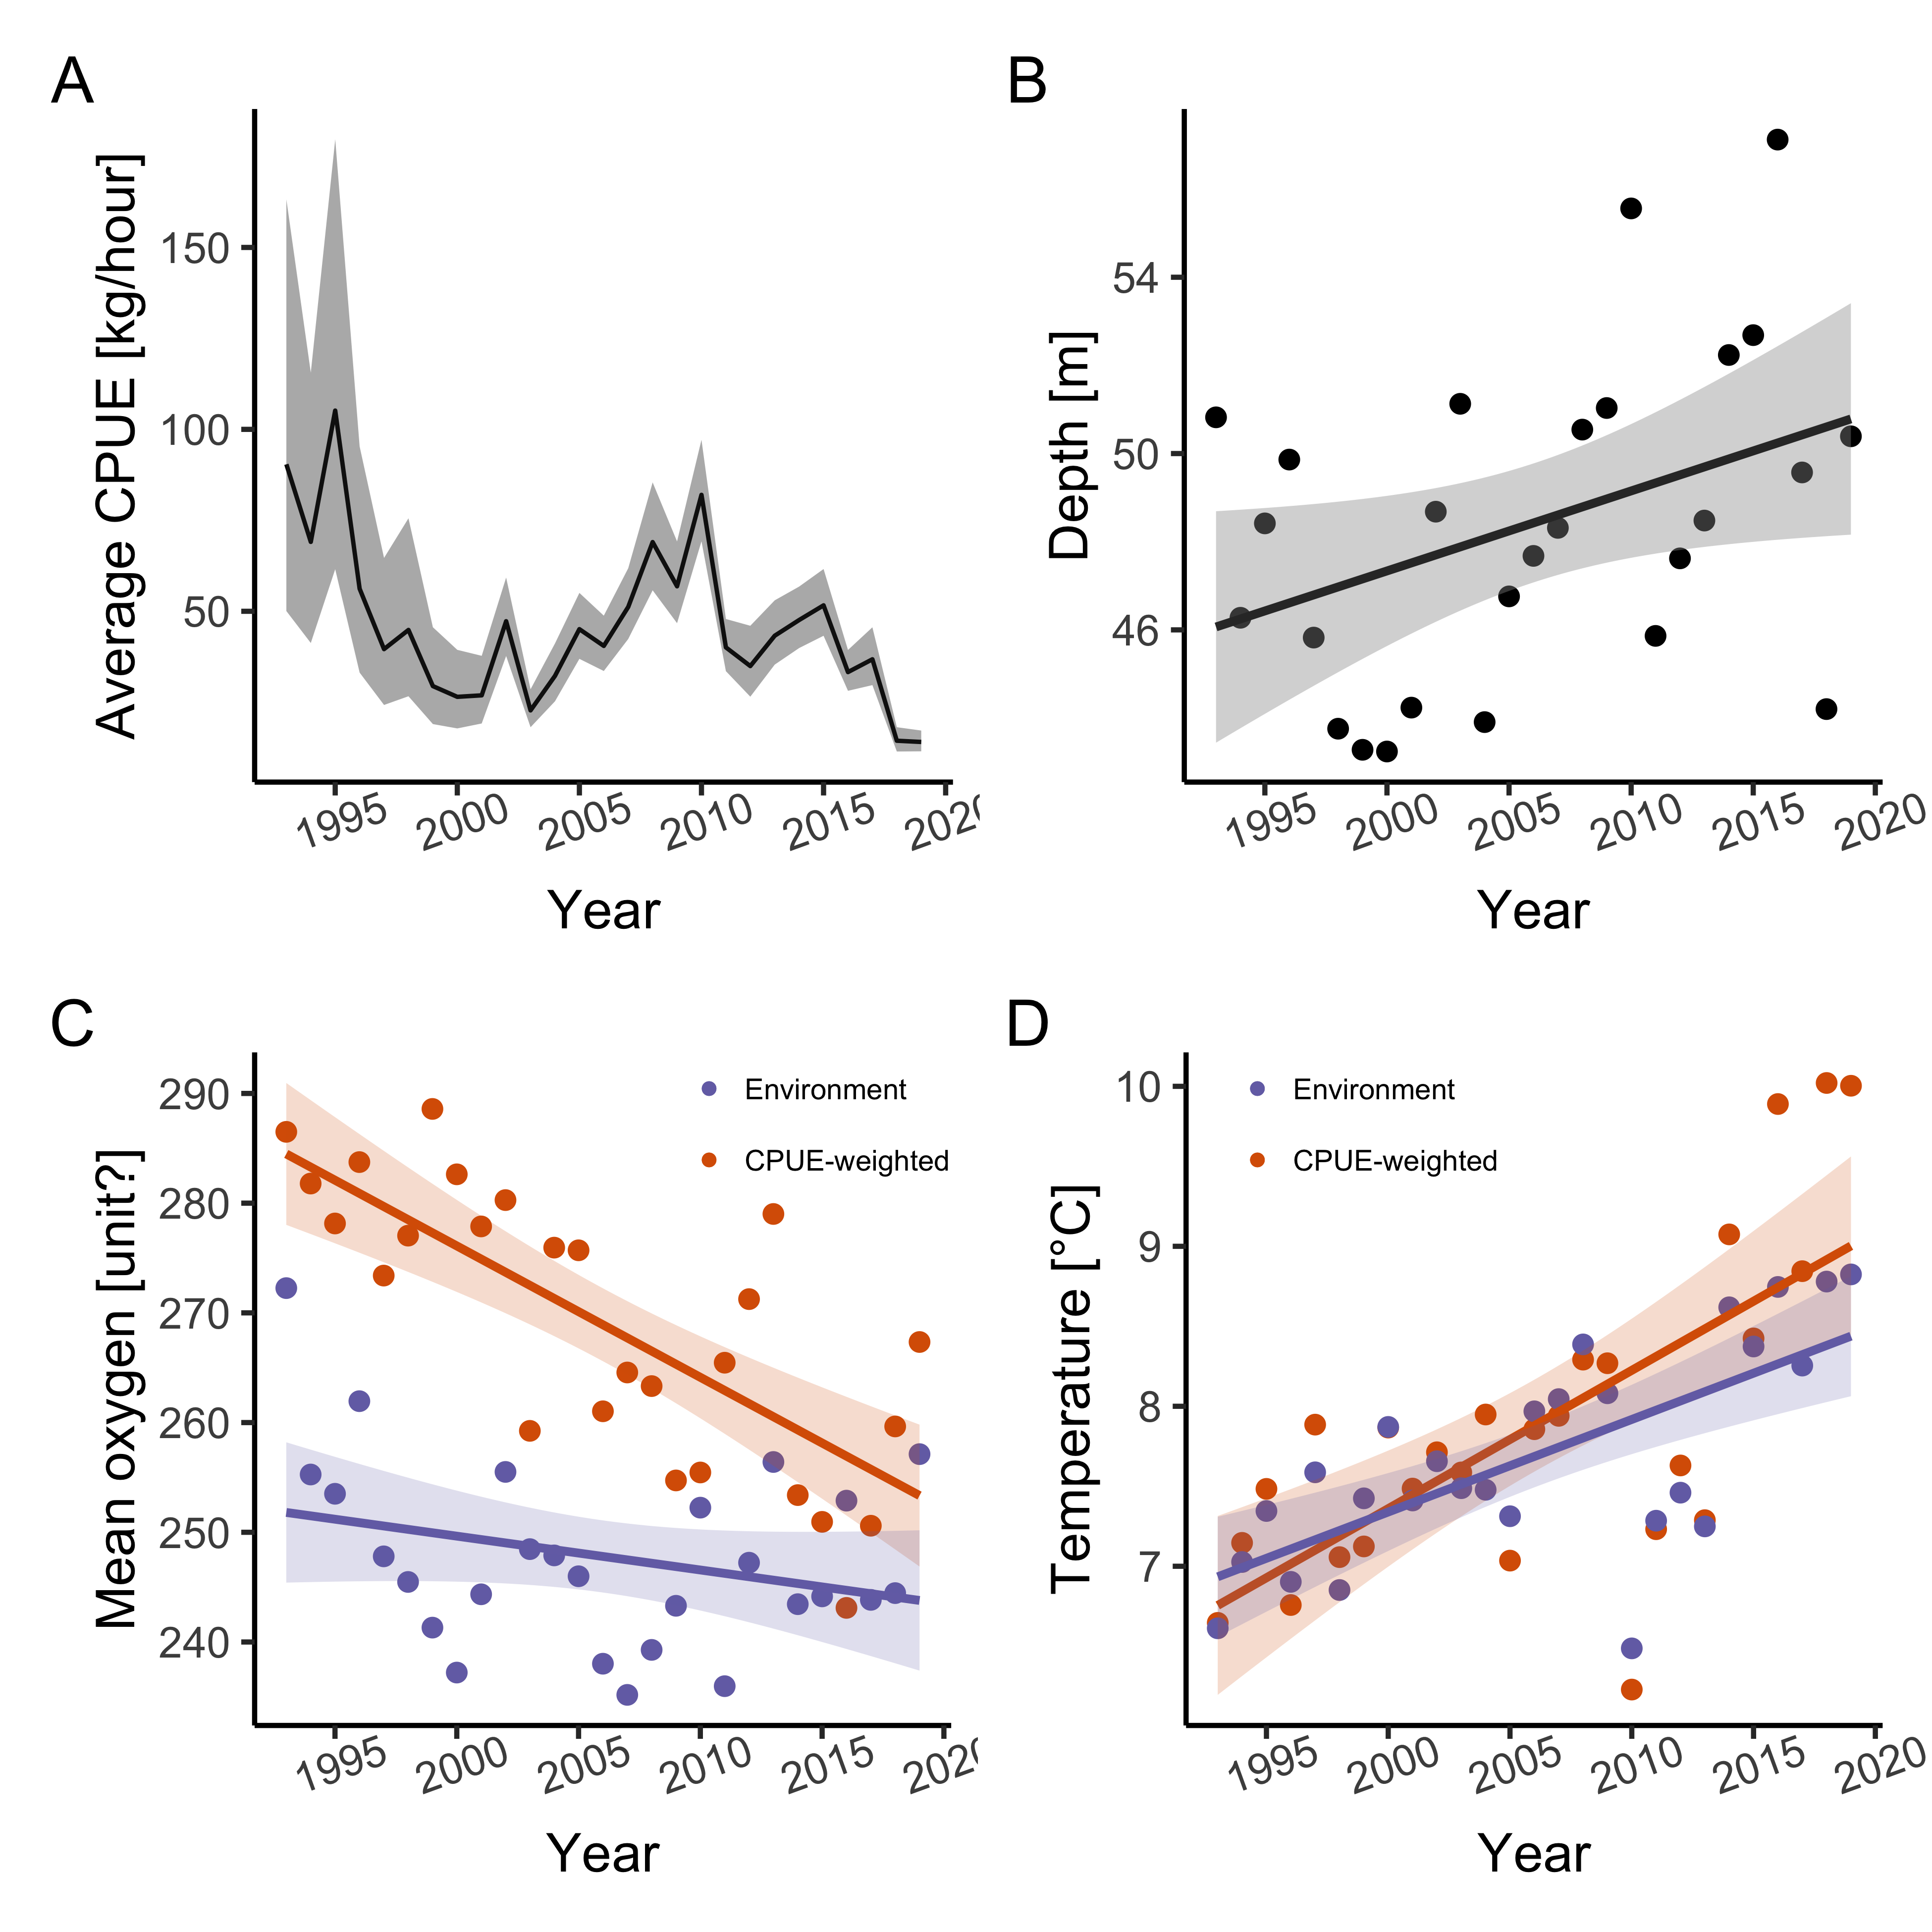 A
Average CPUE [kg/hour]
150
100
50
1995 2000 2005 2010 2015 202
Year
B
Depth [m]
54
50
46
1995 2000 2005 2010 2015 2020
Year
C
Mean oxygen [unit?]
290
280
270
260
250
240
Environment
CPUE-weighted
1995 2000 2005 2010 2015 202
Year
D
Temperature [°C]
10
9
8
7
Environment
CPUE-weighted
1995 2000 2005 2010 2015 2020
Year